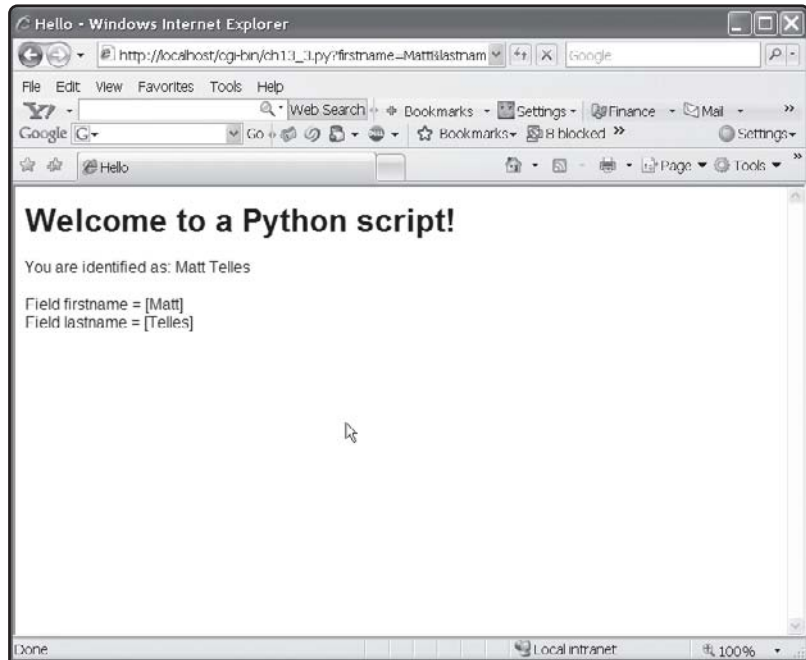 Hello - Windows Internet Explorer
http://localhost/cgi-bin/ch13_3.py?firstname=Matt&lastnam
Google
File Edit View Favorites Tools Help
Y! Web Search Bookmarks Settings Finance Mail »
Google G Go Bookmarks 8 blocked » Settings
Hello Page Tools »
Welcome to a Python script!
You are identified as: Matt Telles
Field firstname = [Matt]
Field lastname = [Telles]
Done Local intranet 100%